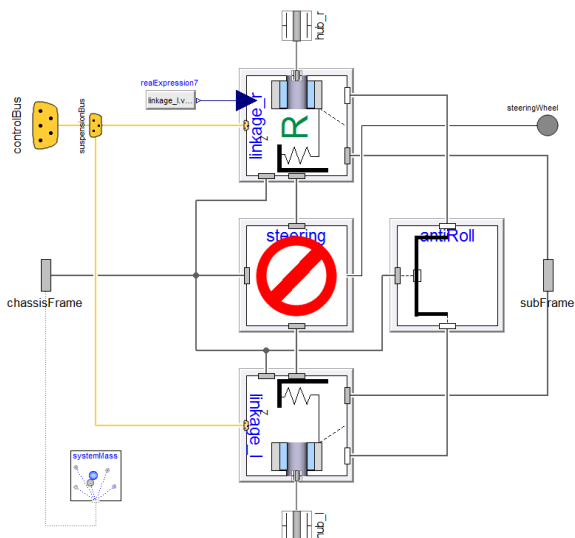 hub_r
realExpression7
linkage_l.v...
linkage_r
R
z
controlBus
suspensionBus
steeringWheel
steering
antiRoll
chassisFrame
subFrame
linkage_l
z
systemMass
hub_l